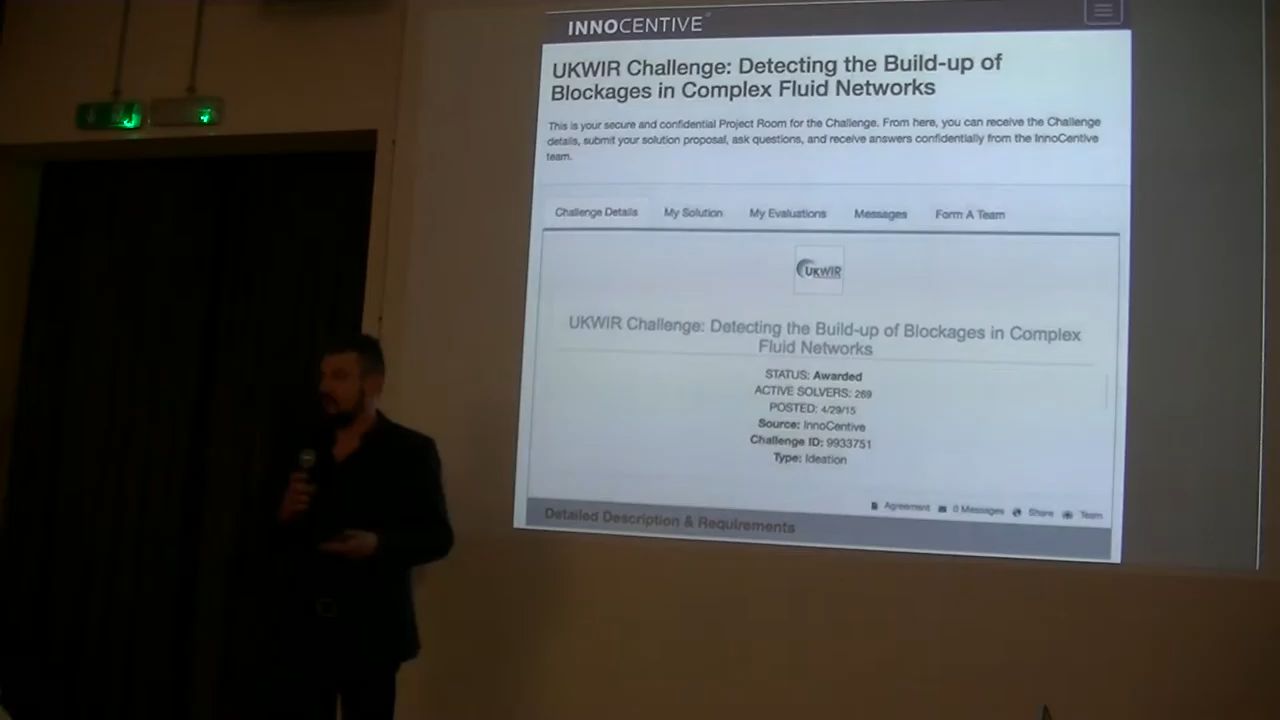 INNOCENTIVE®
UKWIR Challenge: Detecting the Build-up of
Blockages in Complex Fluid Networks
This is your secure and confidential Project Room for the Challenge. From here, you can receive the Challenge
details, submit your solution proposal, ask questions, and receive answers confidentially from the InnoCentive
team.
Challenge Details My Solution My Evaluations Messages Form A Team
UKWIR
UKWIR Challenge: Detecting the Build-up of Blockages in Complex
Fluid Networks
STATUS: Awarded
ACTIVE SOLVERS: 269
POSTED: 4/29/15
Source: InnoCentive
Challenge ID: 9933751
Type: Ideation
Agreement 0 Messages Share Team
Detailed Description & Requirements